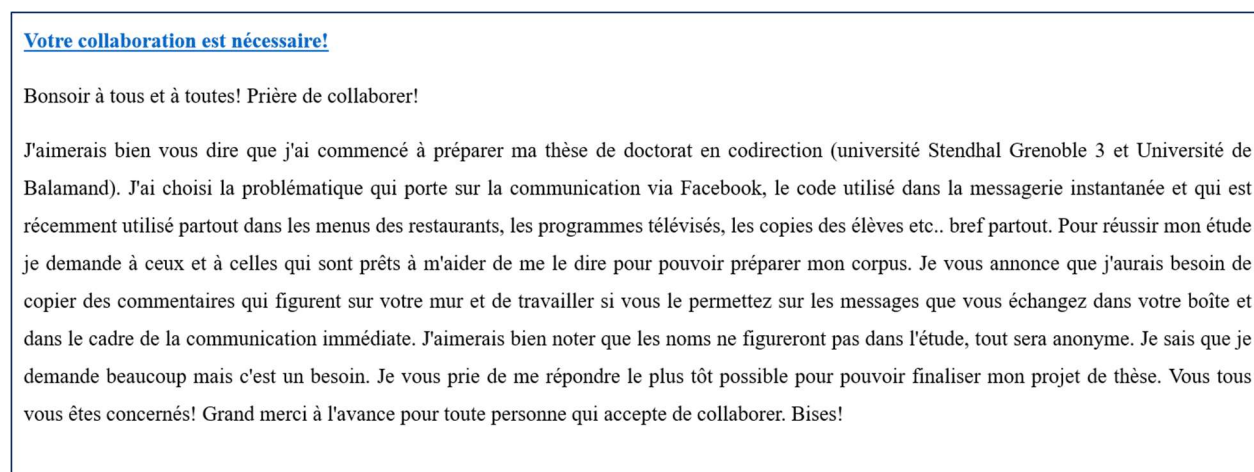 Votre collaboration est nécessaire!
Bonsoir à tous et à toutes! Prière de collaborer!
J'aimerais bien vous dire que j'ai commencé à préparer ma thèse de doctorat en codirection (université Stendhal Grenoble 3 et Université de
Balamand). J'ai choisi la problématique qui porte sur la communication via Facebook, le code utilisé dans la messagerie instantanée et qui est
récemment utilisé partout dans les menus des restaurants, les programmes télévisés, les copies des élèves etc.. bref partout. Pour réussir mon étude
je demande à ceux et à celles qui sont prêts à m'aider de me le dire pour pouvoir préparer mon corpus. Je vous annonce que j'aurais besoin de
copier des commentaires qui figurent sur votre mur et de travailler si vous le permettez sur les messages que vous échangez dans votre boîte et
dans le cadre de la communication immédiate. J'aimerais bien noter que les noms ne figureront pas dans l'étude, tout sera anonyme. Je sais que je
demande beaucoup mais c'est un besoin. Je vous prie de me répondre le plus tôt possible pour pouvoir finaliser mon projet de thèse. Vous tous
vous êtes concernés! Grand merci à l'avance pour toute personne qui accepte de collaborer. Bises!